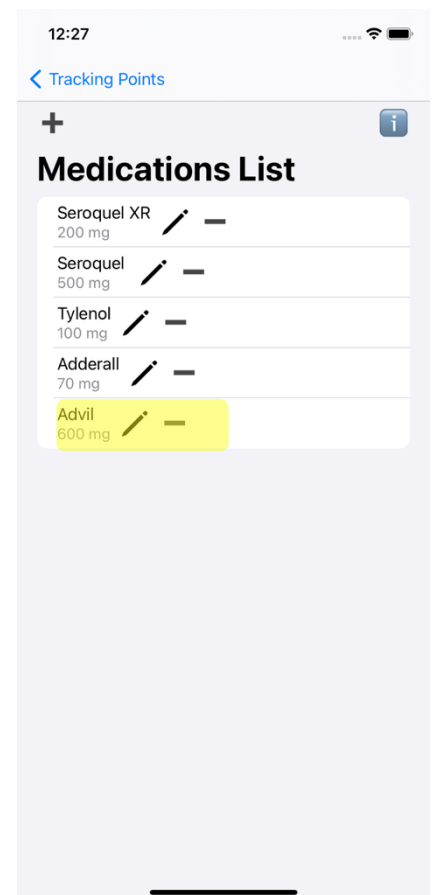 12:27
Tracking Points
Medications List
Seroquel XR
200 mg
Seroquel
500 mg
Tylenol
100 mg
Adderall
70 mg
Advil
600 mg